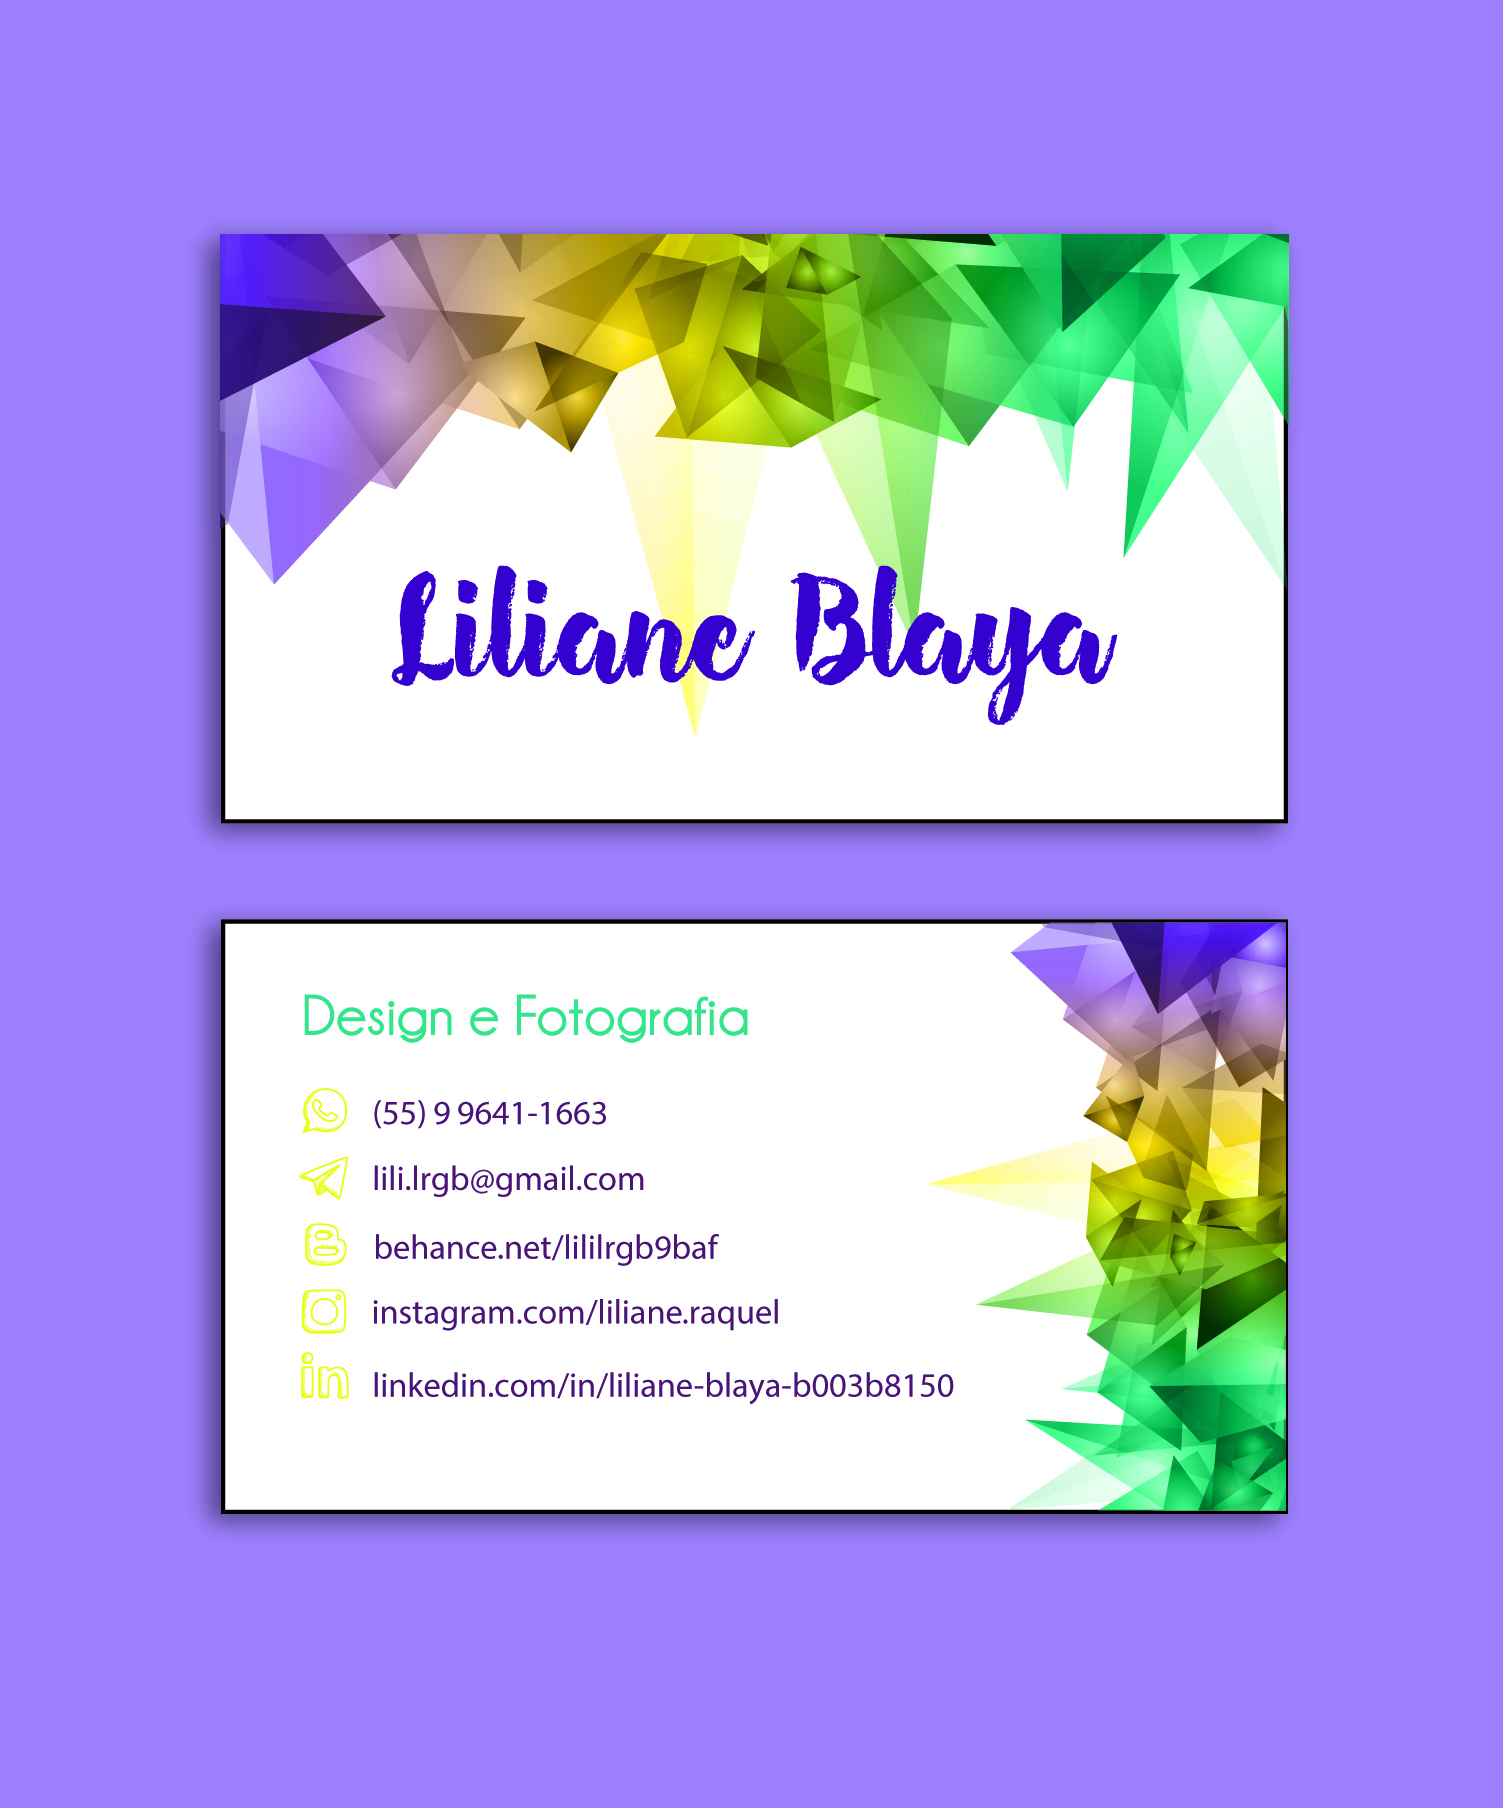 Liliane Blaya
Design e Fotografia
(55) 9 9641-1663
lili.lrgb@gmail.com
behance.net/lililrgb9baf
instagram.com/liliane.raquel
linkedin.com/in/liliane-blaya-b003b8150